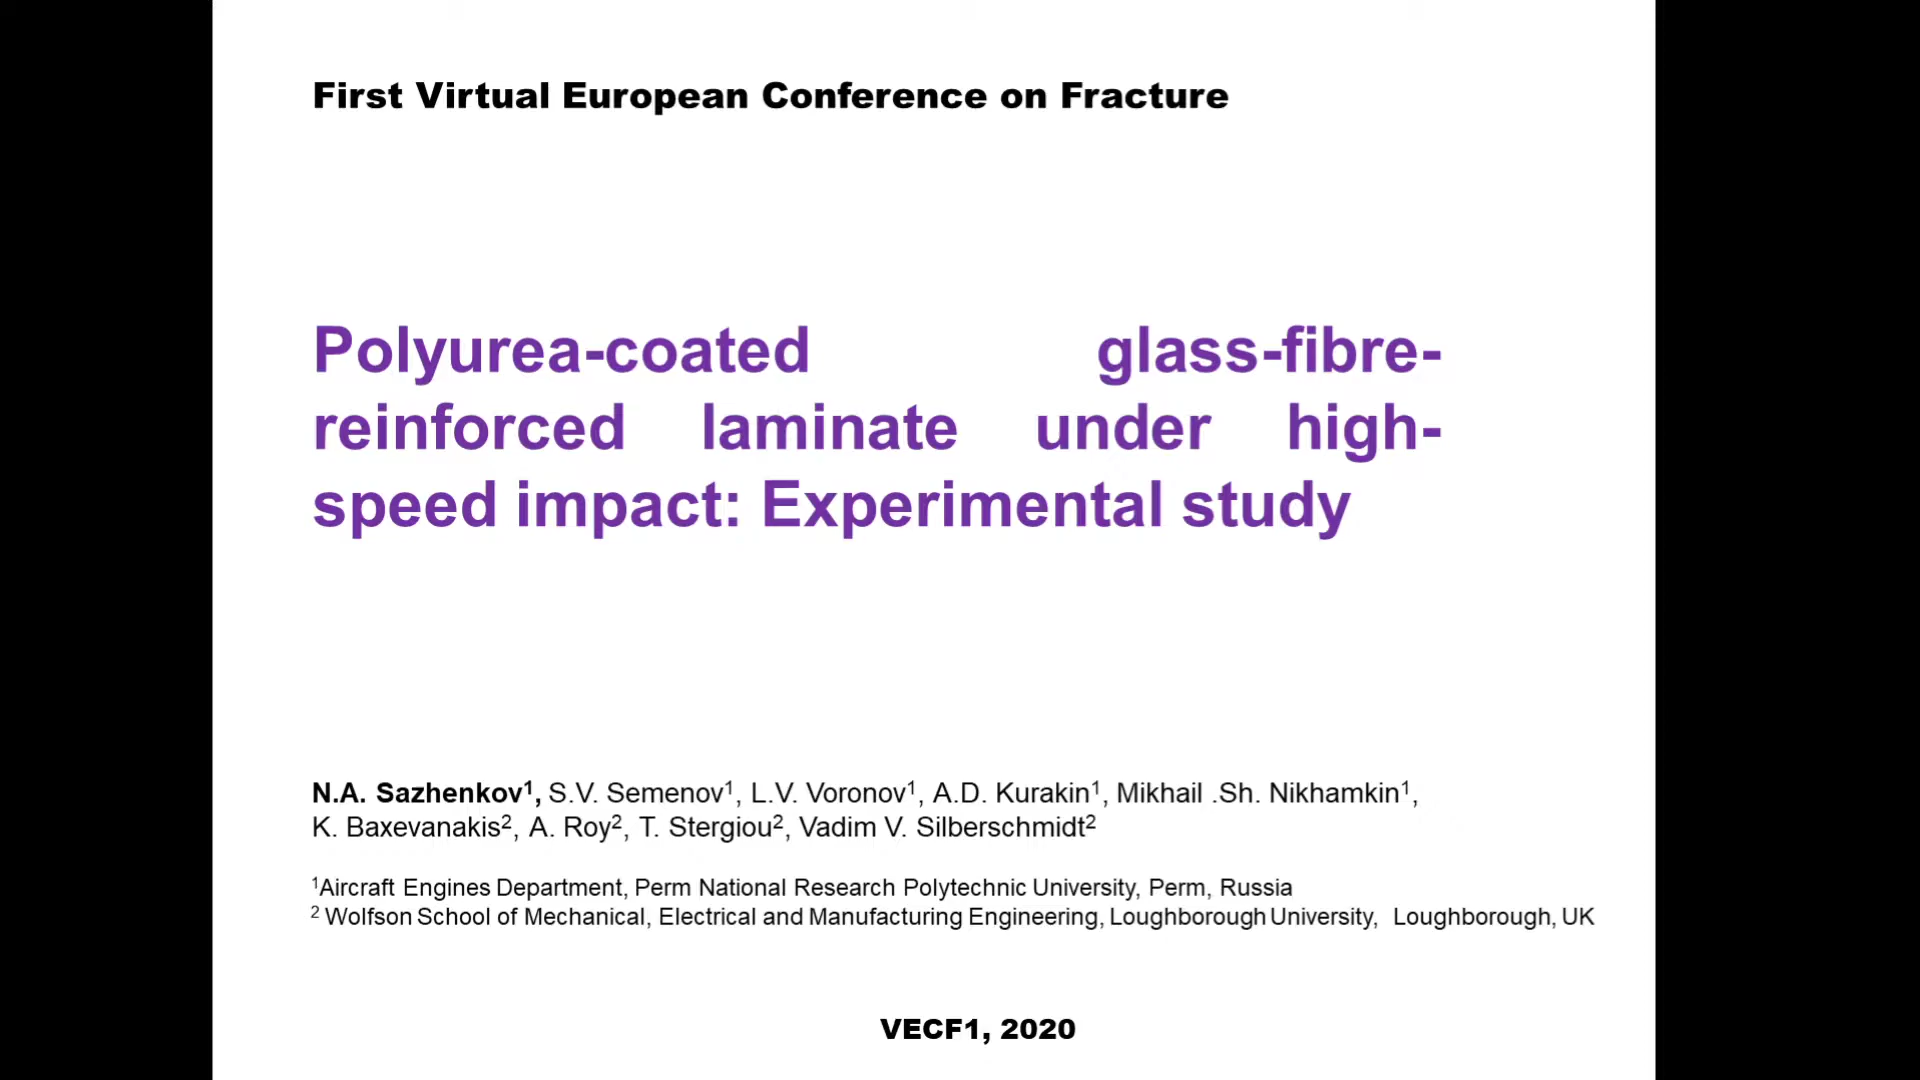 First Virtual European Conference on Fracture
Polyurea-coated glass-fibre-
reinforced laminate under high-
speed impact: Experimental study
N.A. Sazhenkov¹, S.V. Semenov¹, L.V. Voronov¹, A.D. Kurakin¹, Mikhail .Sh. Nikhamkin¹,
K. Baxevanakis², A. Roy², T. Stergiou², Vadim V. Silberschmidt²
¹Aircraft Engines Department, Perm National Research Polytechnic University, Perm, Russia
² Wolfson School of Mechanical, Electrical and Manufacturing Engineering, Loughborough University, Loughborough, UK
VECF1, 2020